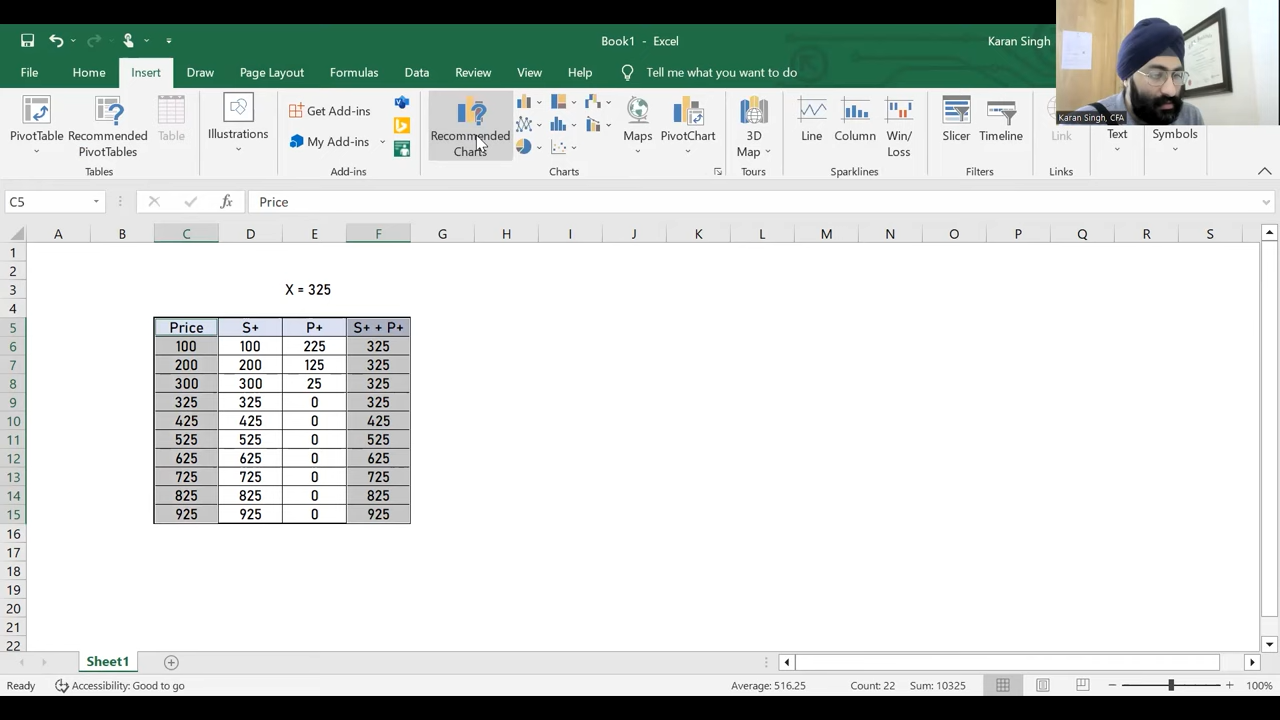 Book1 - Excel
Karan Singh
File Home Insert Draw Page Layout Formulas Data Review View Help Tell me what you want to do
PivotTable
Recommended PivotTables
Table
Tables
Illustrations
Get Add-ins
My Add-ins
Add-ins
Recommended Charts
Maps
PivotChart
Charts
3D Map
Tours
Line
Column
Win/ Loss
Sparklines
Slicer
Timeline
Filters
Link
Links
Text
Symbols
Karan Singh, CFA
C5 fx Price
A B C D E F G H I J K L M N O P Q R S
1
2
3 X = 325
4
5 Price S+ P+ S+ + P+
6 100 100 225 325
7 200 200 125 325
8 300 300 25 325
9 325 325 0 325
10 425 425 0 425
11 525 525 0 525
12 625 625 0 625
13 725 725 0 725
14 825 825 0 825
15 925 925 0 925
16
17
18
19
20
21
22
Sheet1
Ready Accessibility: Good to go Average: 516.25 Count: 22 Sum: 10325 100%